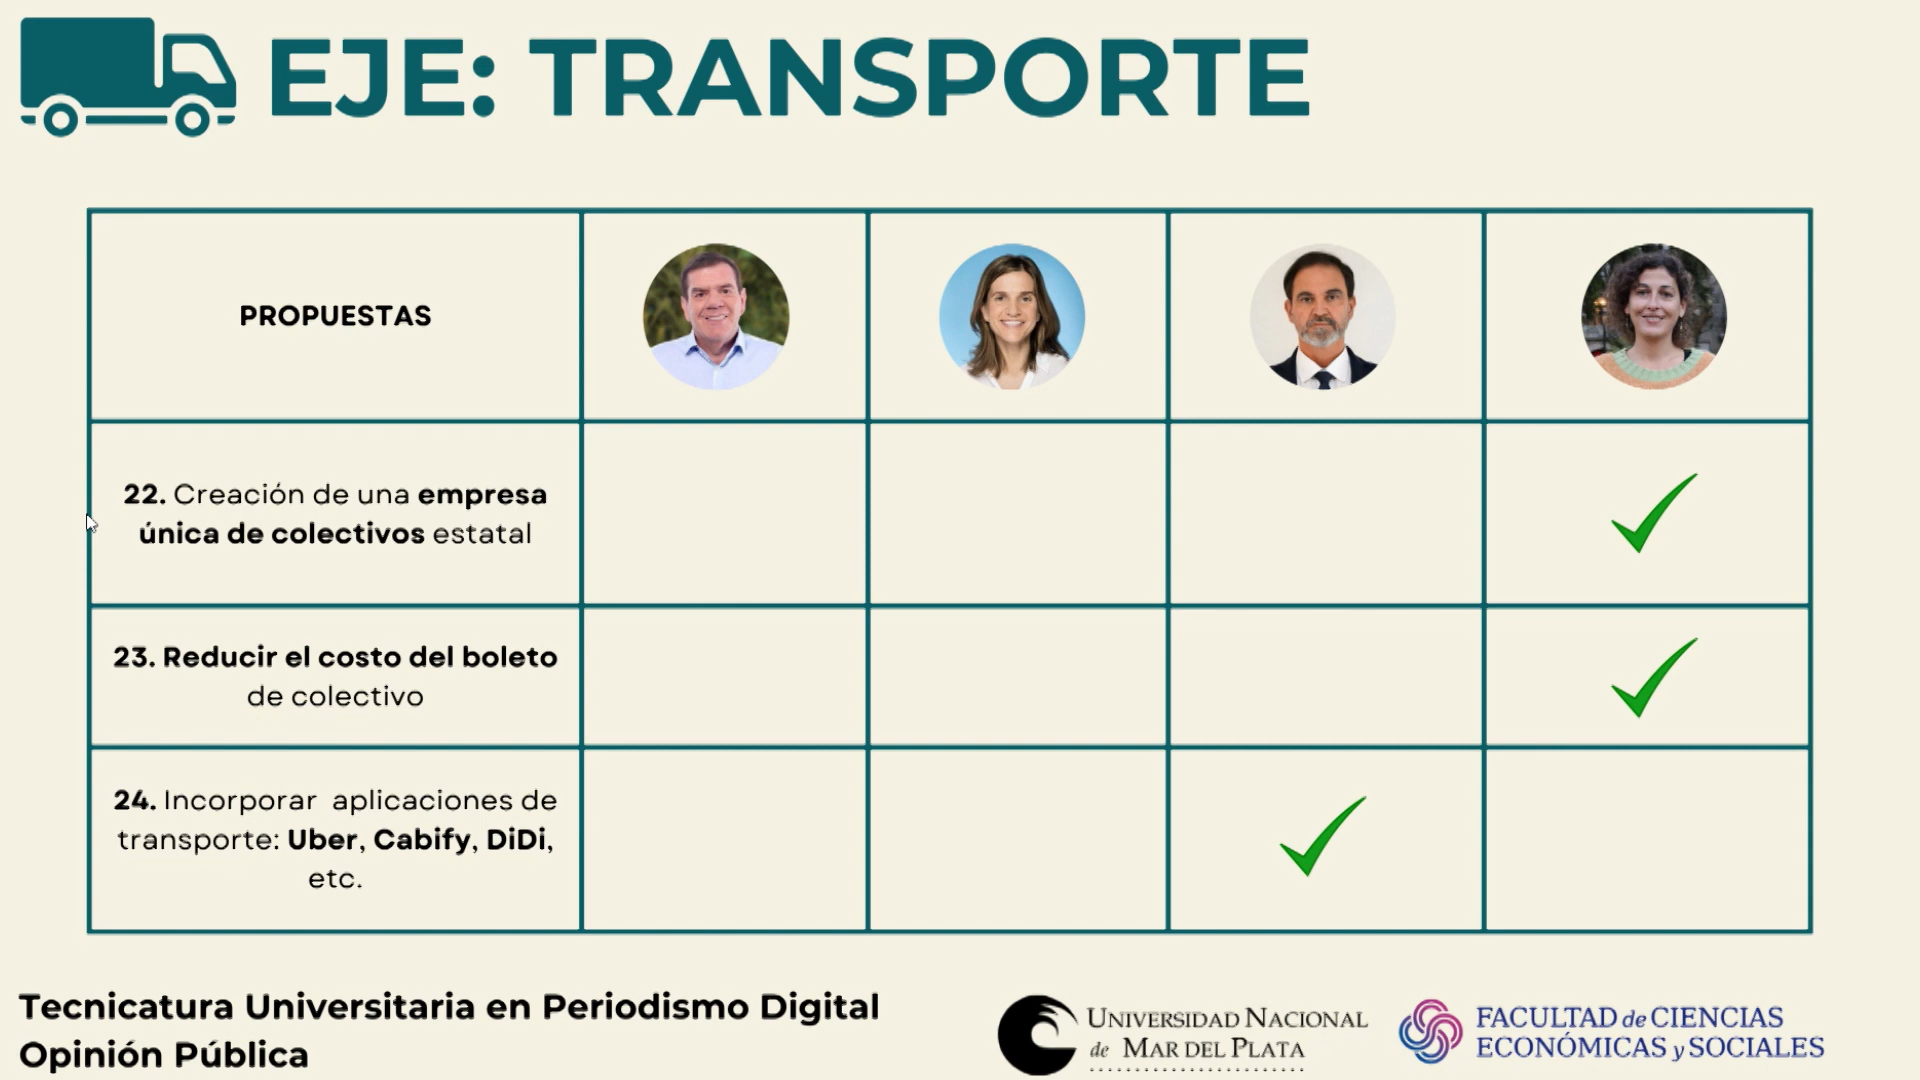 EJE: TRANSPORTE
PROPUESTAS
22. Creación de una empresa
única de colectivos estatal
23. Reducir el costo del boleto
de colectivo
24. Incorporar aplicaciones de
transporte: Uber, Cabify, DiDi,
etc.
Tecnicatura Universitaria en Periodismo Digital
Opinión Pública
UNIVERSIDAD NACIONAL
de MAR DEL PLATA
FACULTAD de CIENCIAS
ECONÓMICAS y SOCIALES